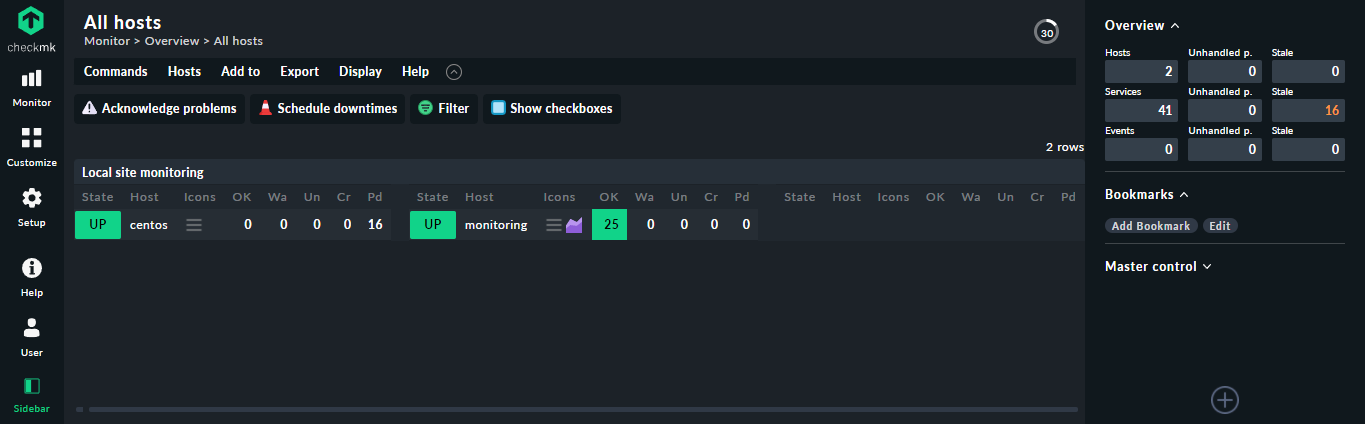 checkmk
Monitor
Customize
Setup
Help
User
Sidebar
All hosts
Monitor > Overview > All hosts
30
Commands Hosts Add to Export Display Help
Acknowledge problems Schedule downtimes Filter Show checkboxes
2 rows
Local site monitoring
State Host Icons OK Wa Un Cr Pd State Host Icons OK Wa Un Cr Pd State Host Icons OK Wa Un Cr Pd
UP centos 0 0 0 0 16 UP monitoring 25 0 0 0 0
Overview
Hosts Unhandled p. Stale
2 0 0
Services Unhandled p. Stale
41 0 16
Events Unhandled p. Stale
0 0 0
Bookmarks
Add Bookmark Edit
Master control